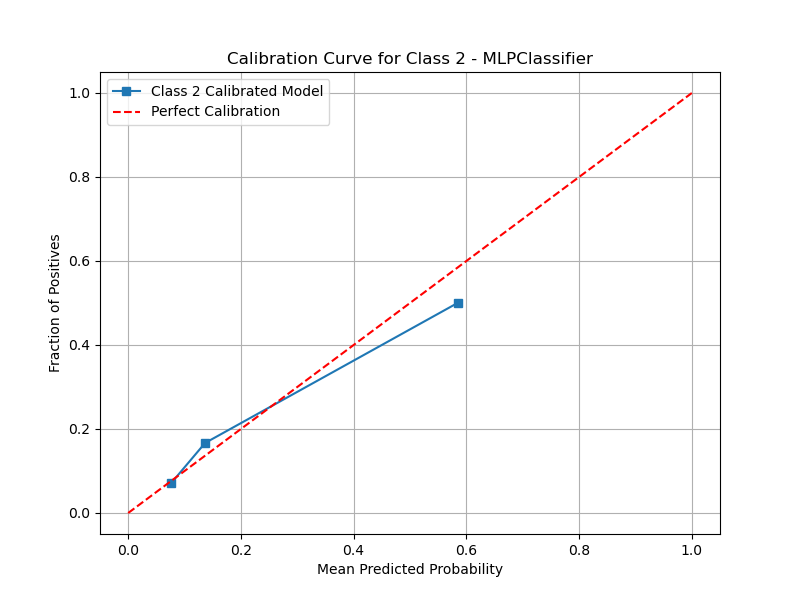 Calibration Curve for Class 2 - MLPClassifier
Class 2 Calibrated Model
Perfect Calibration
Fraction of Positives
1.0
0.8
0.6
0.4
0.2
0.0
0.0 0.2 0.4 0.6 0.8 1.0
Mean Predicted Probability